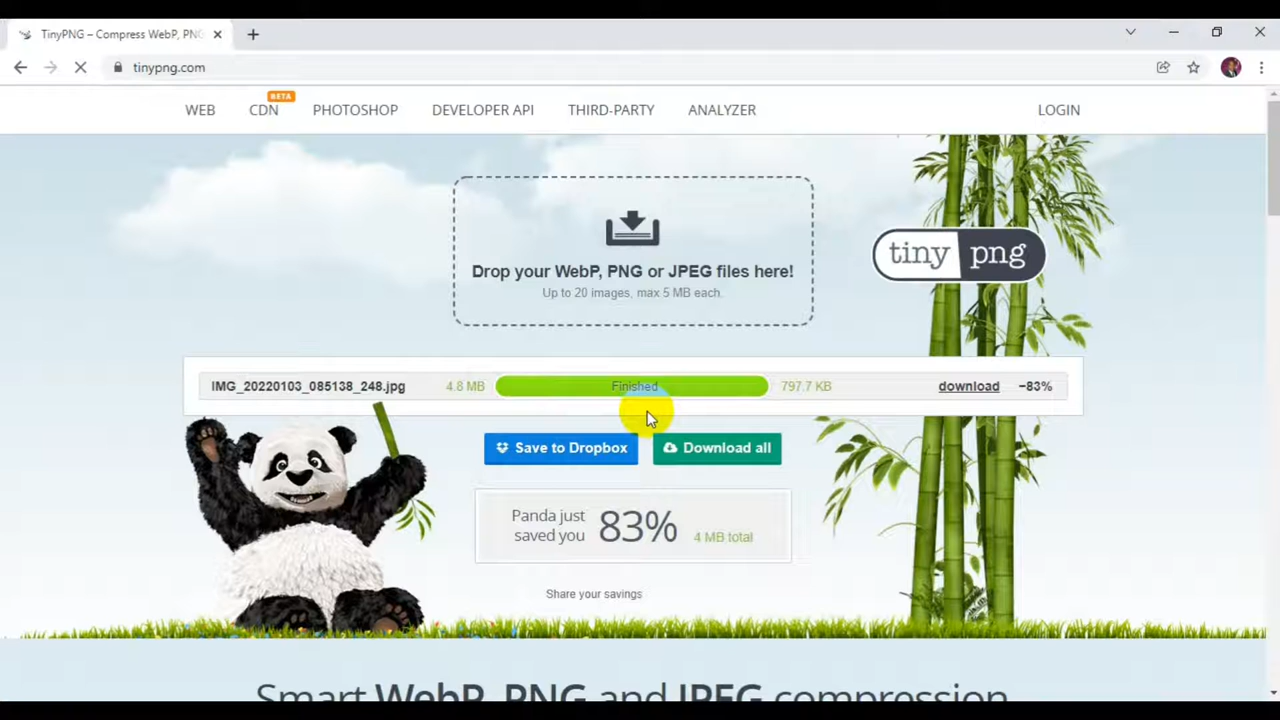 TinyPNG – Compress WebP, PNG
tinypng.com
BETA
WEB CDN PHOTOSHOP DEVELOPER API THIRD-PARTY ANALYZER LOGIN
Drop your WebP, PNG or JPEG files here!
Up to 20 images, max 5 MB each.
tiny png
IMG_20220103_085138_248.jpg 4.8 MB Finished 797.7 KB download −83%
Save to Dropbox Download all
Panda just
saved you 83% 4 MB total
Share your savings
Smart WebP, PNG and JPEG compression